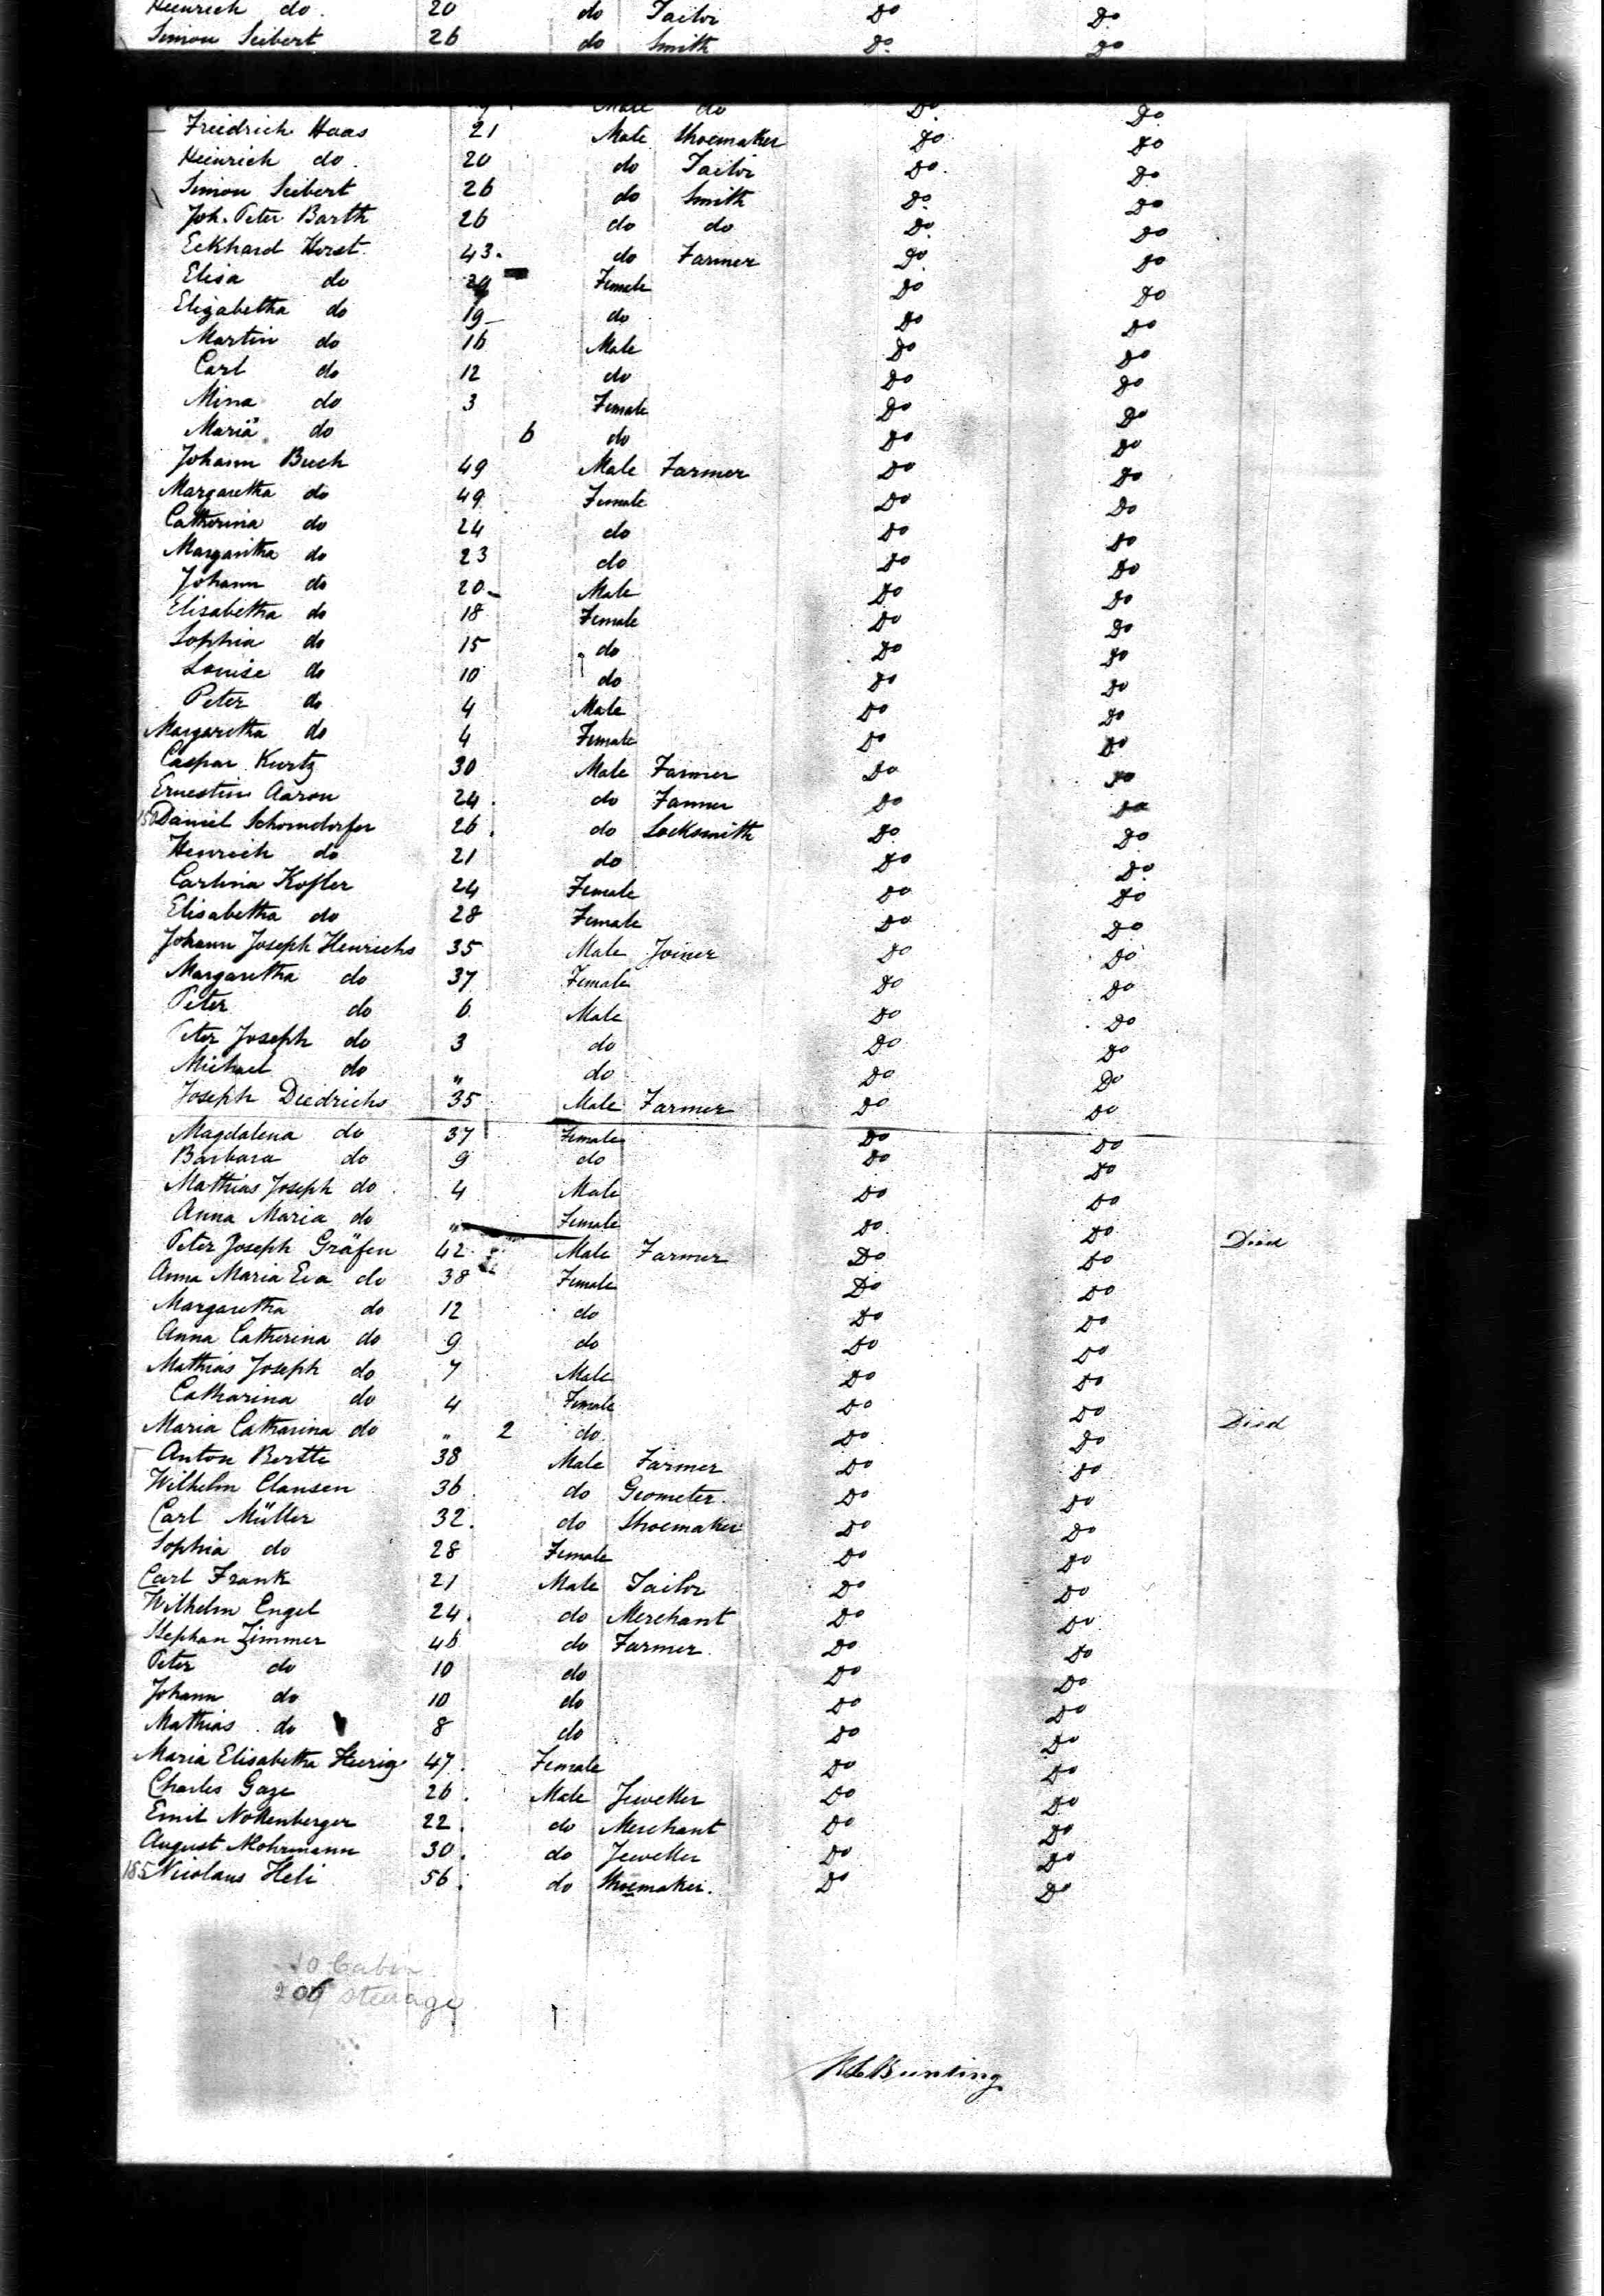 Heinrich do. 20 do Tailor Do Do
Simon Seibert 26 do Smith Do. Do
Male do Do. Do.
Friedrich Haas 21 Male Shoemaker Do Do
Heinrich do. 20 do Tailor Do. Do.
Simon Seibert 26 do Smith Do. Do
Joh. Peter Barth 26 do do Do. Do
Eckhard Horst. 43. do Farmer Do. Do
Elisa do Female Do Do
Elizabetha do 19 do Do Do
Martin do 16 Male Do Do
Carl do 12 do Do Do
Mina do 3 Female Do Do
Maria do 6 do Do Do
Johann Buch 49 Male Farmer Do Do
Margaretha do 49 Female Do Do
Catherina do 24 do Do Do
Margaritha do 23 do Do Do
Johann do 20 Male Do Do
Elisabetha do 18 Female Do Do
Sophia do 15 do Do Do
Louise do 10 do Do Do
Peter do 4 Male Do Do
Margaretha do 4 Female Do Do
Caspar Kurtz 30 Male Farmer Do Do
Ernestin Aaron 24. do Do Do
150 Daniel Schorndorfer 26. do Locksmith Do. Do
Henrich do 21 do Do Do.
Carlina Kofler 24 Female Do Do
Elisabetha do 28 Female Do Do
Johann Joseph Henrichs 35 Male Joiner Do Do
Margaretha do 37 Female Do Do
Peter do 6 Male Do Do
Peter Joseph do 3 do Do Do
Michael do " do Do Do
Joseph Diedrichs 35 Male Farmer Do Do
Magdalena do 37 Female Do Do
Barbara do 9 do Do Do
Mathias Joseph do 4 Male Do Do
Anna Maria do " Female Do Do Died
Peter Joseph Gräfen 42 Male Farmer Do Do
Anna Maria Eva do 38 Female Do Do
Margaretha do 12 do Do Do
Anna Catherina do 9 do Do Do
Mathias Joseph do 7 Male Do Do
Catharina do 4 Female Do Do
Maria Catharina do " 2 do Do Do Died
Anton Bertte 38 Male Farmer Do Do
Wilhelm Clansen 36 do Geometer. Do Do
Carl Müller 32. do Shoemaker Do Do
Sophia do 28 Female Do Do
Carl Frank 21 Male Tailor Do Do
Wilhelm Engel 24. do Merchant Do Do
Stephan Zimmer 46 do Farmer Do Do
Peter do 10 do Do Do
Johann do 10 do Do Do
Mathias do 8 do Do Do
Maria Elisabetha 47. Female Do Do
Charles Gaze 26. Male Jeweller Do Do
Emil Nottenberger 22. do Merchant Do Do
August Mohrmann 30. do Jeweller Do Do
185 Nicolaus Heli 56. do Shoemaker. Do Do
10 Cabin
steerage
Bunting